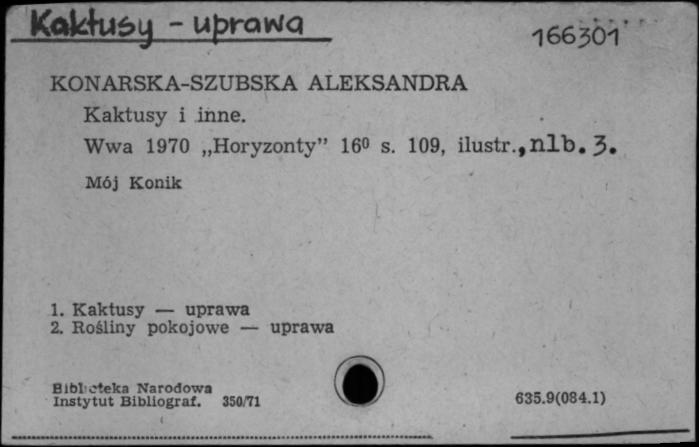 Kaktusy - uprawa
166301
KONARSKA-SZUBSKA ALEKSANDRA
Kaktusy i inne.
Wwa 1970 „Horyzonty” 16⁰ s. 109, ilustr., nlb. 3.
Mój Konik
1. Kaktusy — uprawa
2. Rośliny pokojowe — uprawa
Biblioteka Narodowa
Instytut Bibliograf. 350/71
635.9(084.1)